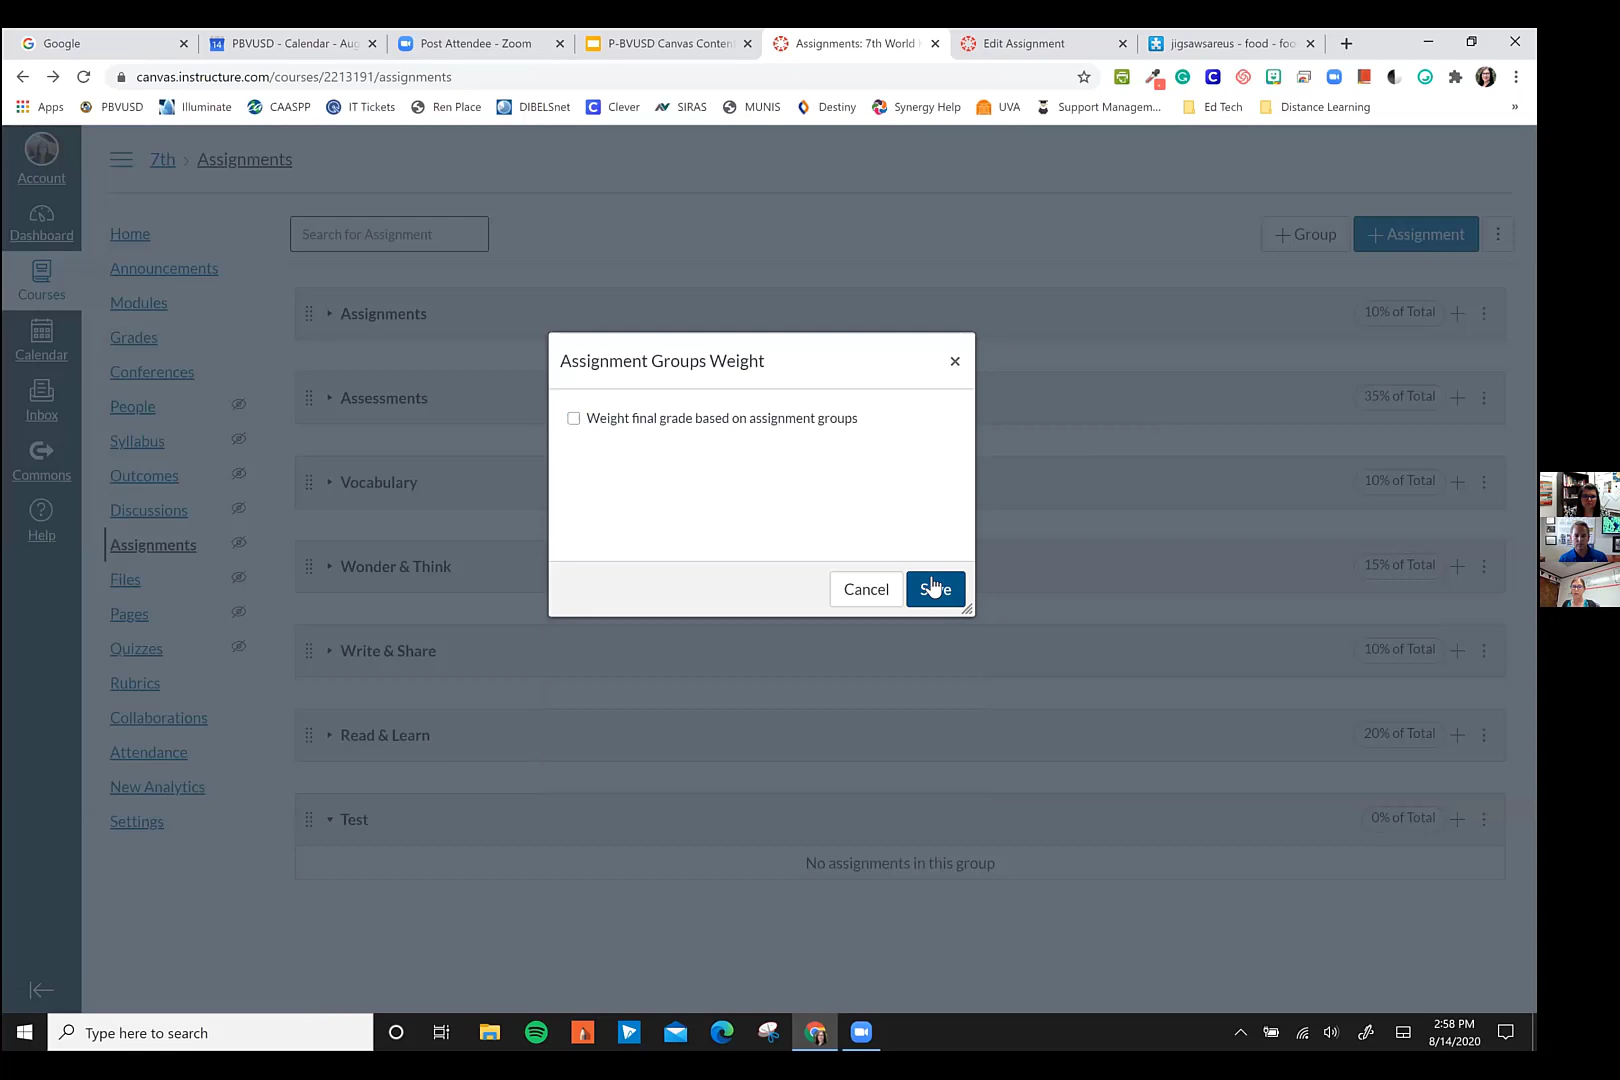 Google
PBVUSD - Calendar - Aug
Post Attendee - Zoom
P-BVUSD Canvas Conten
Assignments: 7th World
Edit Assignment
jigsawsareus - food - foo
canvas.instructure.com/courses/2213191/assignments
Apps
PBVUSD
Illuminate
CAASPP
IT Tickets
Ren Place
DIBELSnet
Clever
SIRAS
MUNIS
Destiny
Synergy Help
UVA
Support Managem...
Ed Tech
Distance Learning
»
Account
Dashboard
Courses
Calendar
Inbox
Commons
Help
7th › Assignments
Home
Announcements
Modules
Grades
Conferences
People
Syllabus
Outcomes
Discussions
Assignments
Files
Pages
Quizzes
Rubrics
Collaborations
Attendance
New Analytics
Settings
Search for Assignment
+ Group
+ Assignment
Assignments
10% of Total
Assessments
35% of Total
Vocabulary
10% of Total
Wonder & Think
15% of Total
Write & Share
10% of Total
Read & Learn
20% of Total
Test
0% of Total
No assignments in this group
Assignment Groups Weight
Weight final grade based on assignment groups
Cancel
Type here to search
2:58 PM
8/14/2020